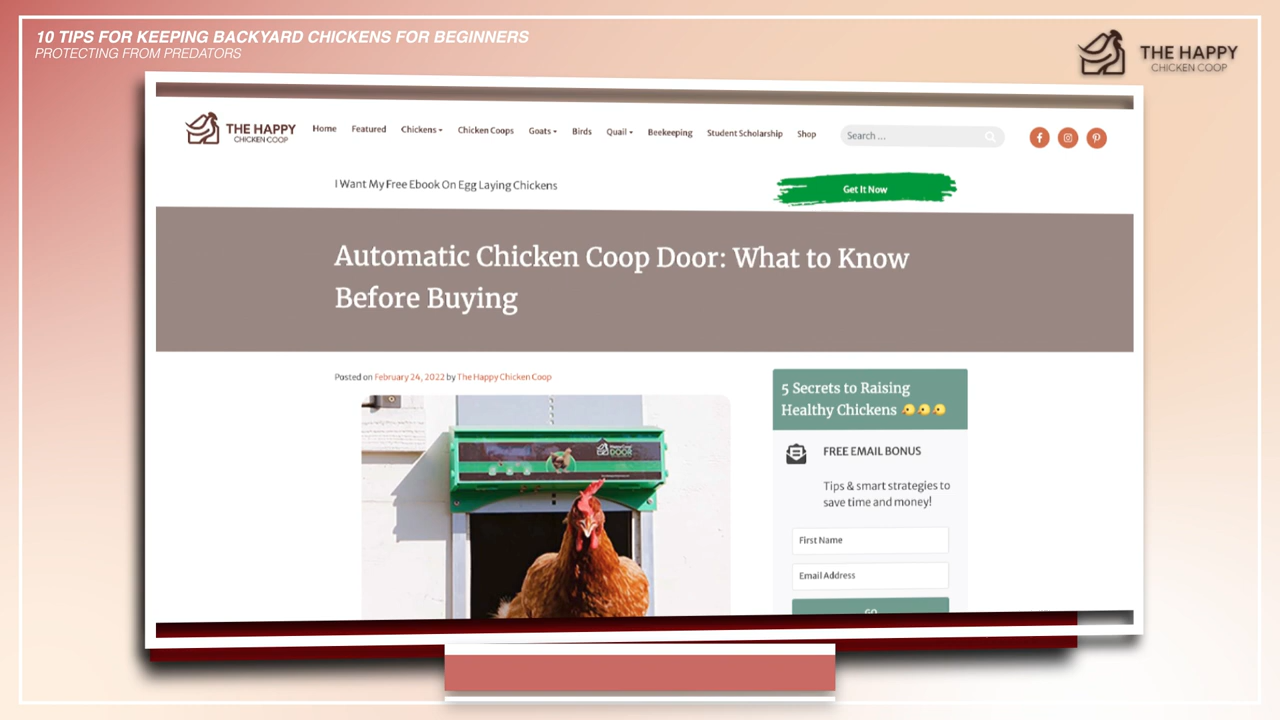 10 TIPS FOR KEEPING BACKYARD CHICKENS FOR BEGINNERS
PROTECTING FROM PREDATORS
THE HAPPY
CHICKEN COOP
THE HAPPY
CHICKEN COOP
Home Featured Chickens Chicken Coops Goats Birds Quail Beekeeping Student Scholarship Shop
Search ...
I Want My Free Ebook On Egg Laying Chickens
Get It Now
Automatic Chicken Coop Door: What to Know
Before Buying
Posted on February 24, 2022 by The Happy Chicken Coop
DOOR
5 Secrets to Raising
Healthy Chickens
FREE EMAIL BONUS
Tips & smart strategies to
save time and money!
First Name
Email Address
GO